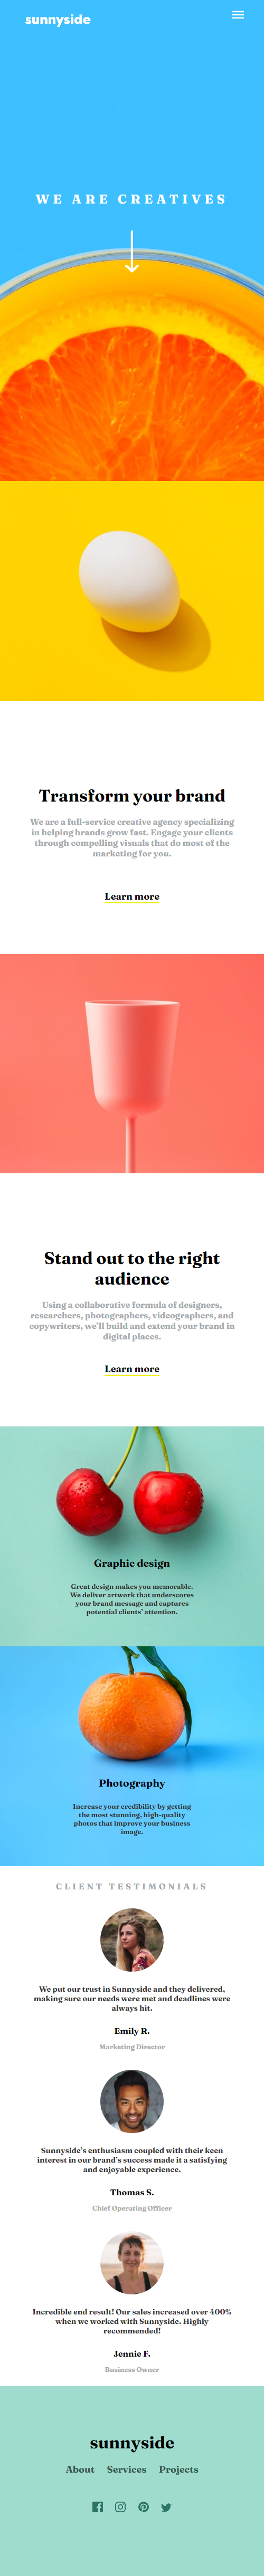 sunnyside
WE ARE CREATIVES
Transform your brand
We are a full-service creative agency specializing
in helping brands grow fast. Engage your clients
through compelling visuals that do most of the
marketing for you.
Learn more
Stand out to the right
audience
Using a collaborative formula of designers,
researchers, photographers, videographers, and
copywriters, we'll build and extend your brand in
digital places.
Learn more
Graphic design
Great design makes you memorable.
We deliver artwork that underscores
your brand message and captures
potential clients' attention.
Photography
Increase your credibility by getting
the most stunning, high-quality
photos that improve your business
image.
CLIENT TESTIMONIALS
We put our trust in Sunnyside and they delivered,
making sure our needs were met and deadlines were
always hit.
Emily R.
Marketing Director
Sunnyside's enthusiasm coupled with their keen
interest in our brand's success made it a satisfying
and enjoyable experience.
Thomas S.
Chief Operating Officer
Incredible end result! Our sales increased over 400%
when we worked with Sunnyside. Highly
recommended!
Jennie F.
Business Owner
sunnyside
About Services Projects